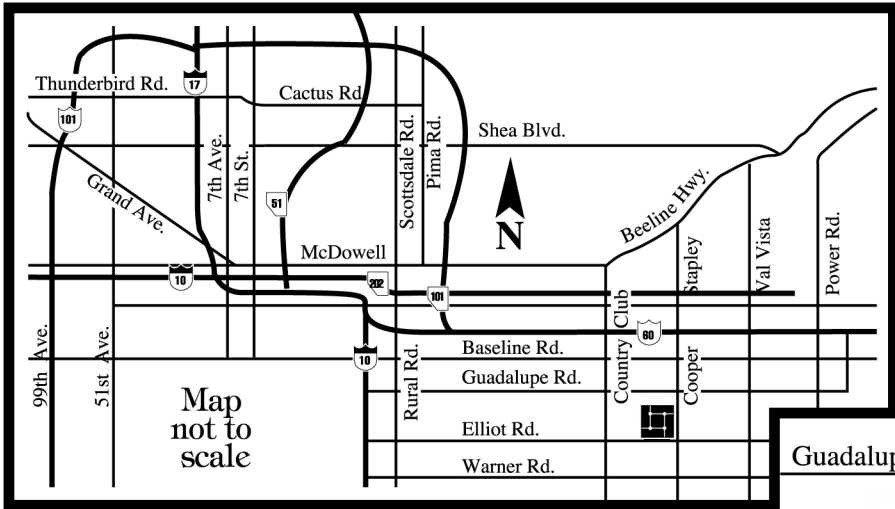 Thunderbird Rd.
17
101
Cactus Rd.
Shea Blvd.
Grand Ave.
7th Ave.
7th St.
51
Scottsdale Rd.
Pima Rd.
N
Beeline Hwy.
McDowell
10
202
101
Stapley
Val Vista
Power Rd.
Country Club
60
99th Ave.
51st Ave.
10
Rural Rd.
Baseline Rd.
Guadalupe Rd.
Cooper
Map
not to
scale
Elliot Rd.
Warner Rd.
Guadalup